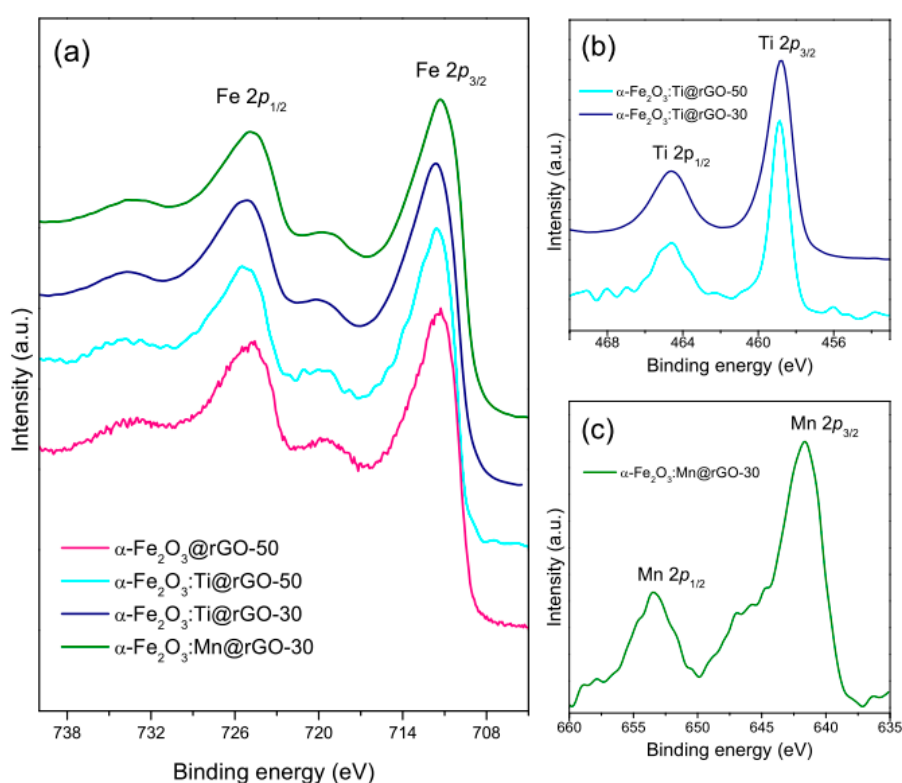 (a)
Fe 2p₁/₂
Fe 2p₃/₂
Intensity (a.u.)
α-Fe₂O₃@rGO-50
α-Fe₂O₃:Ti@rGO-50
α-Fe₂O₃:Ti@rGO-30
α-Fe₂O₃:Mn@rGO-30
738 732 726 720 714 708
Binding energy (eV)
(b)
Ti 2p₃/₂
α-Fe₂O₃:Ti@rGO-50
α-Fe₂O₃:Ti@rGO-30
Ti 2p₁/₂
Intensity (a.u.)
468 464 460 456
Binding energy (eV)
(c)
Mn 2p₃/₂
α-Fe₂O₃:Mn@rGO-30
Mn 2p₁/₂
Intensity (a.u.)
660 655 650 645 640 635
Binding energy (eV)